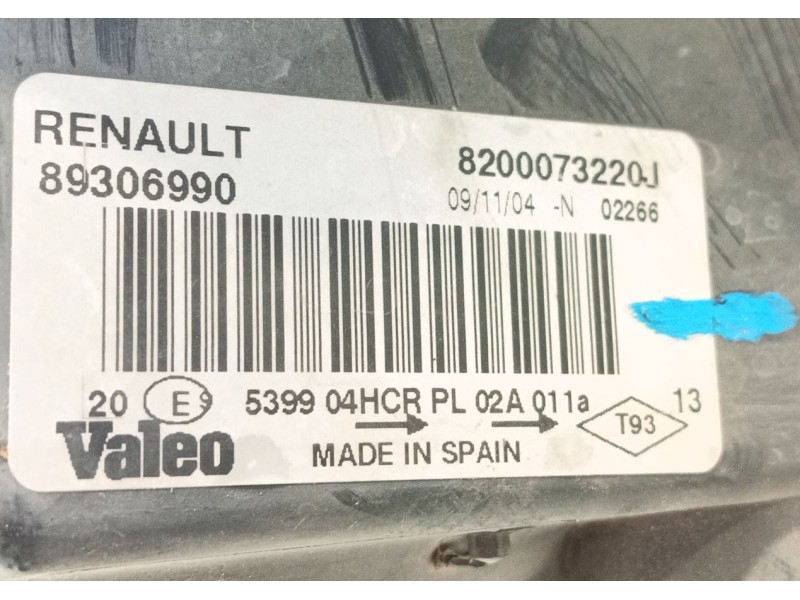 RENAULT
89306990
8200073220J
09/11/04 -N 02266
20 E9 5399 04HCR PL 02A 011a
T93
13
Valeo
MADE IN SPAIN